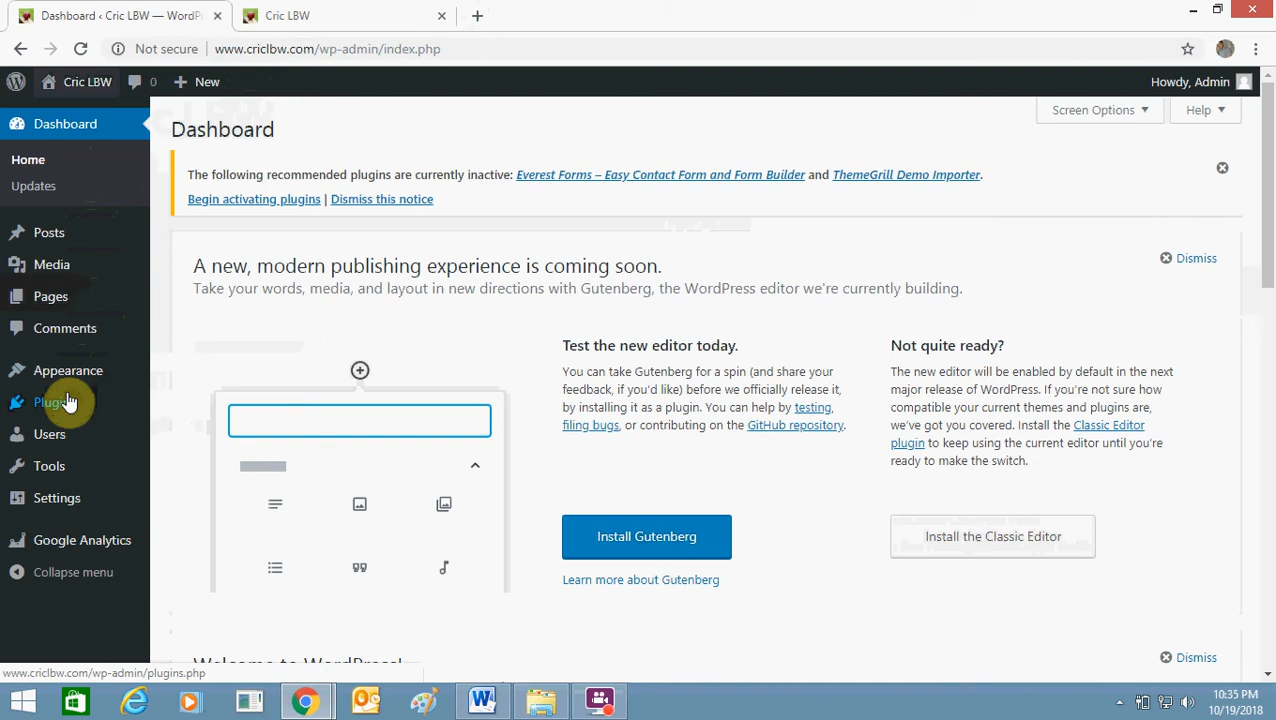 Dashboard ‹ Cric LBW — WordPr
Cric LBW
Not secure
www.criclbw.com/wp-admin/index.php
Cric LBW
0
New
Howdy, Admin
Dashboard
Home
Updates
Posts
Media
Pages
Comments
Appearance
Users
Tools
Settings
Google Analytics
Collapse menu
Dashboard
Screen Options
Help
The following recommended plugins are currently inactive: Everest Forms – Easy Contact Form and Form Builder and ThemeGrill Demo Importer.
Begin activating plugins | Dismiss this notice
A new, modern publishing experience is coming soon.
Dismiss
Take your words, media, and layout in new directions with Gutenberg, the WordPress editor we're currently building.
Test the new editor today.
You can take Gutenberg for a spin (and share your
feedback, if you'd like) before we officially release it,
by installing it as a plugin. You can help by testing,
filing bugs, or contributing on the GitHub repository.
Install Gutenberg
Learn more about Gutenberg
Not quite ready?
The new editor will be enabled by default in the next
major release of WordPress. If you're not sure how
compatible your current themes and plugins are,
we've got you covered. Install the Classic Editor
plugin to keep using the current editor until you're
ready to make the switch.
Install the Classic Editor
Welcome to WordPress!
Dismiss
www.criclbw.com/wp-admin/plugins.php
10:35 PM
10/19/2018